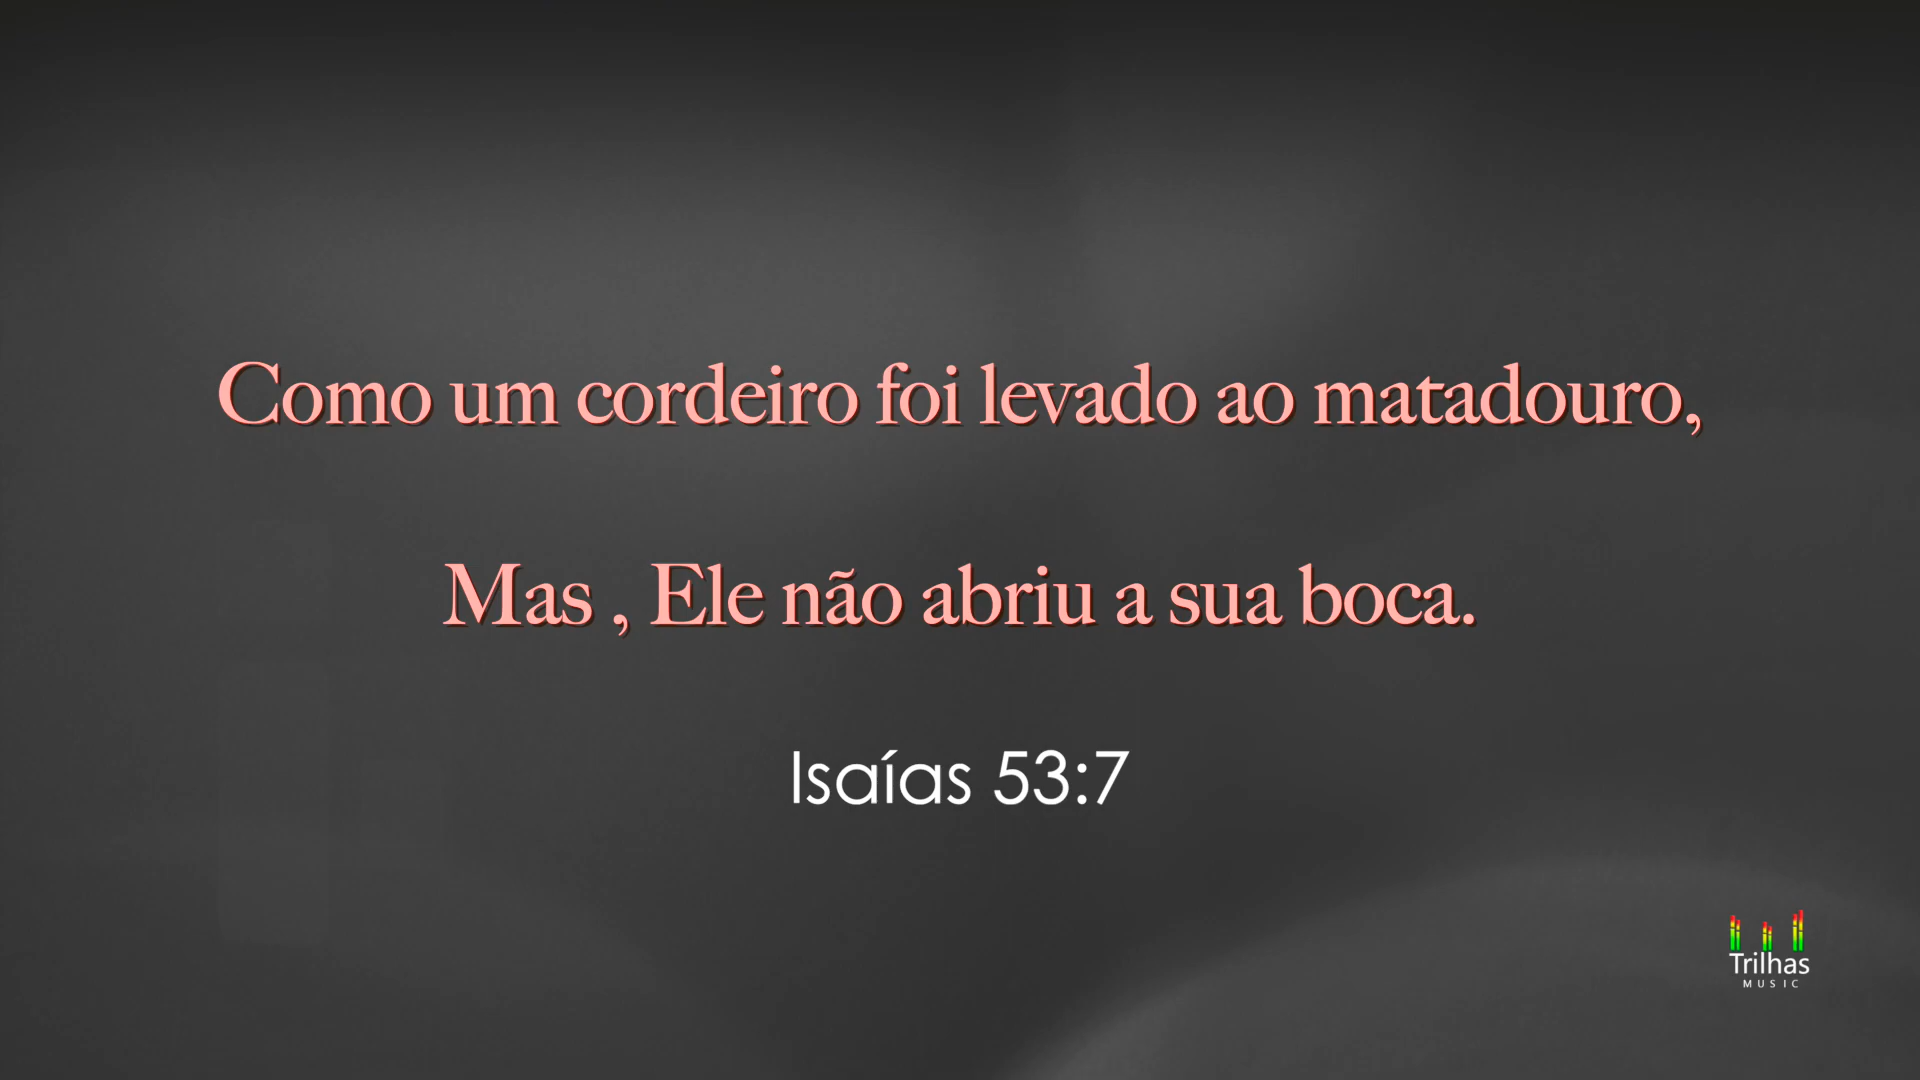 Como um cordeiro foi levado ao matadouro,
Mas , Ele não abriu a sua boca.
Isaías 53:7
Trilhas
MUSIC